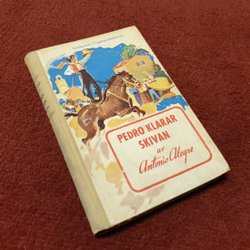 PEDRO KLARAR
SKIVAN
av
Antonio Alegre